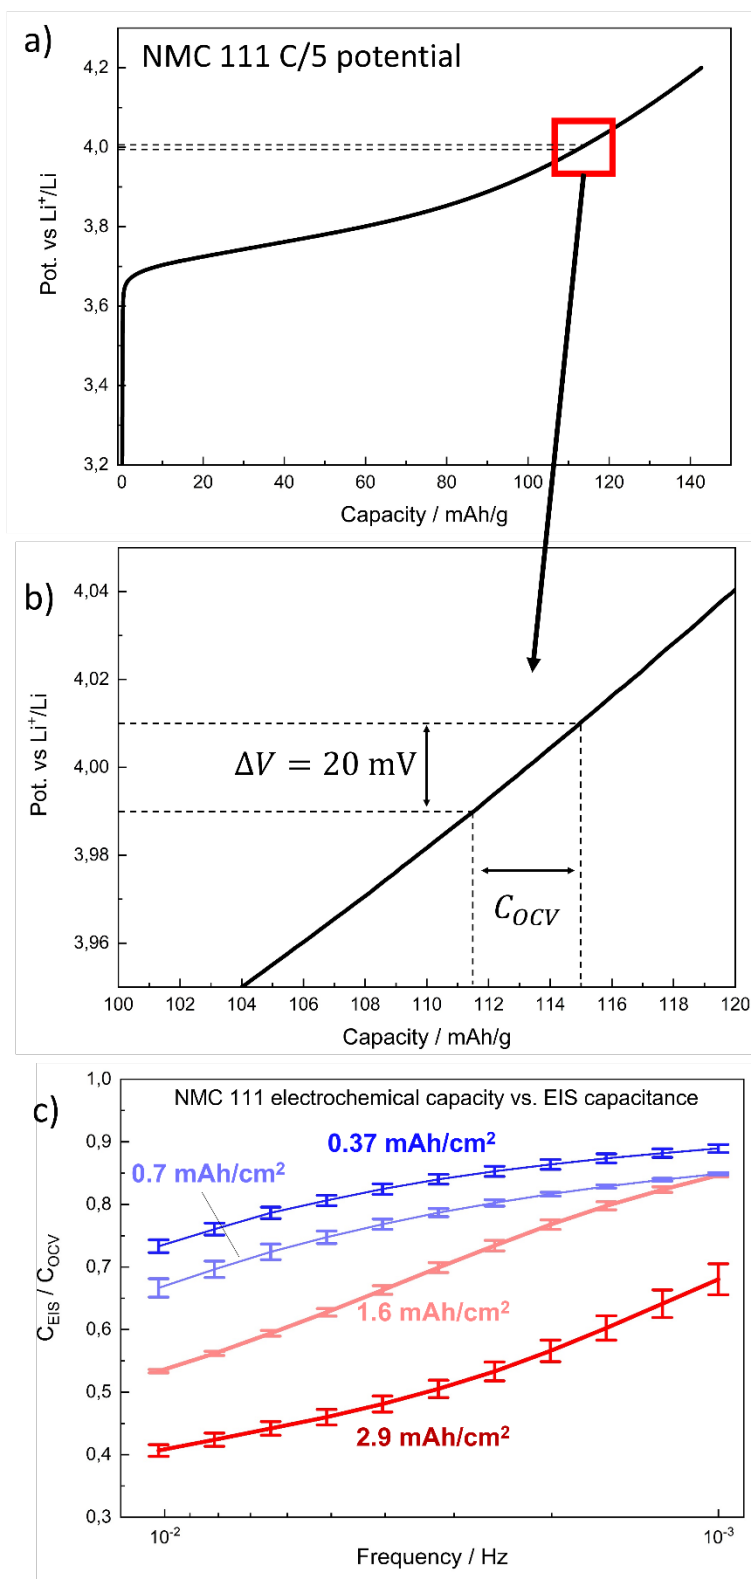 a)
NMC 111 C/5 potential
4,2
4,0
3,8
3,6
3,4
3,2
Pot. vs Li⁺/Li
0 20 40 60 80 100 120 140
Capacity / mAh/g
b)
4,04
4,02
4,00
3,98
3,96
Pot. vs Li⁺/Li
ΔV = 20 mV
C_OCV
100 102 104 106 108 110 112 114 116 118 120
Capacity / mAh/g
c)
NMC 111 electrochemical capacity vs. EIS capacitance
1,0
0,9
0,8
0,7
0,6
0,5
0,4
0,3
C_EIS / C_OCV
0.37 mAh/cm²
0.7 mAh/cm²
1.6 mAh/cm²
2.9 mAh/cm²
10⁻² 10⁻³
Frequency / Hz